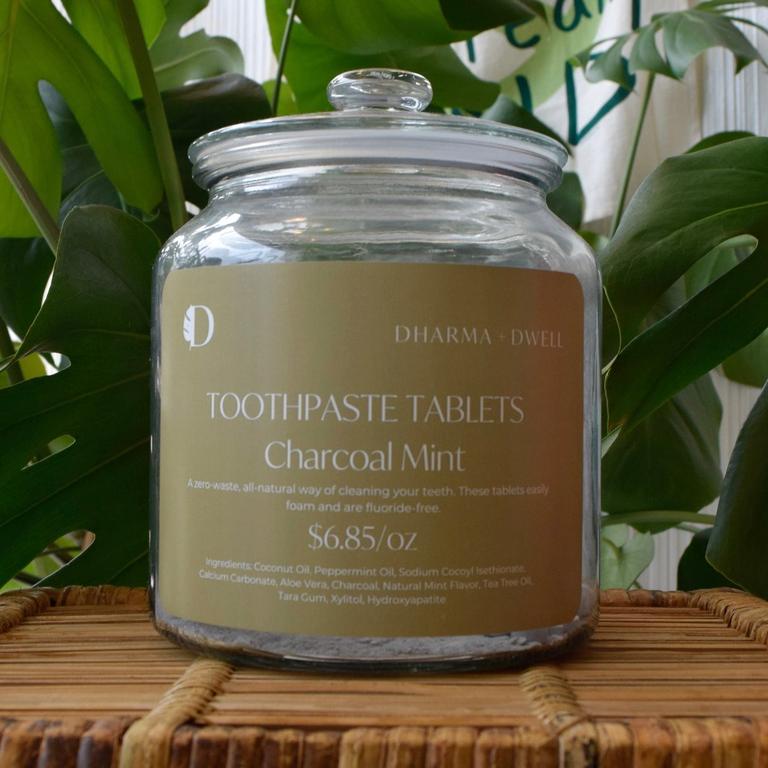 D
DHARMA + DWELL
TOOTHPASTE TABLETS
Charcoal Mint
A zero-waste, all-natural way of cleaning your teeth. These tablets easily
foam and are fluoride-free.
$6.85/oz
Ingredients: Coconut Oil, Peppermint Oil, Sodium Cocoyl Isethionate,
Calcium Carbonate, Aloe Vera, Charcoal, Natural Mint Flavor, Tea Tree Oil,
Tara Gum, Xylitol, Hydroxyapatite